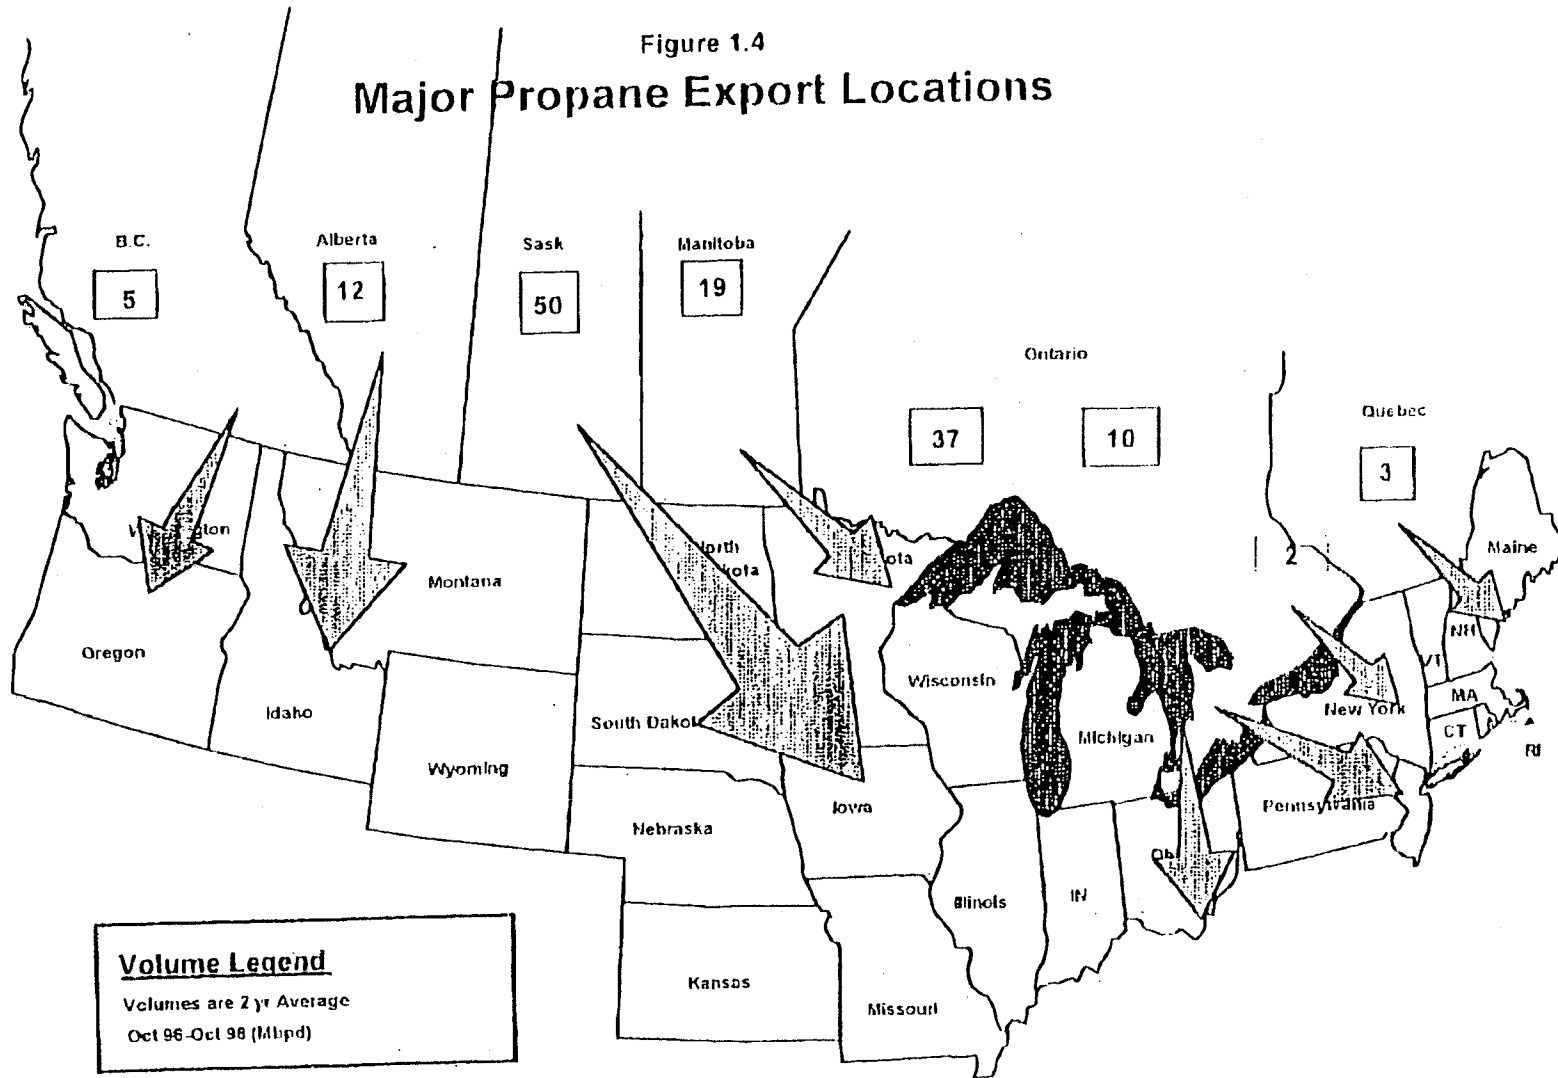 Figure 1.4
Major Propane Export Locations
B.C.
Alberta
Sask
Manitoba
5
12
50
19
Ontario
37
10
Quebec
3
2
Maine
North
Montana
Oregon
Idaho
Wyoming
Wisconsin
Michigan
New York
NH
VT
MA
CT
RI
Iowa
Nebraska
Pennsylvania
Illinois
IN
Kansas
Missouri
Volume Legend
Volumes are 2 yr Average
Oct 96-Oct 98 (Mbpd)